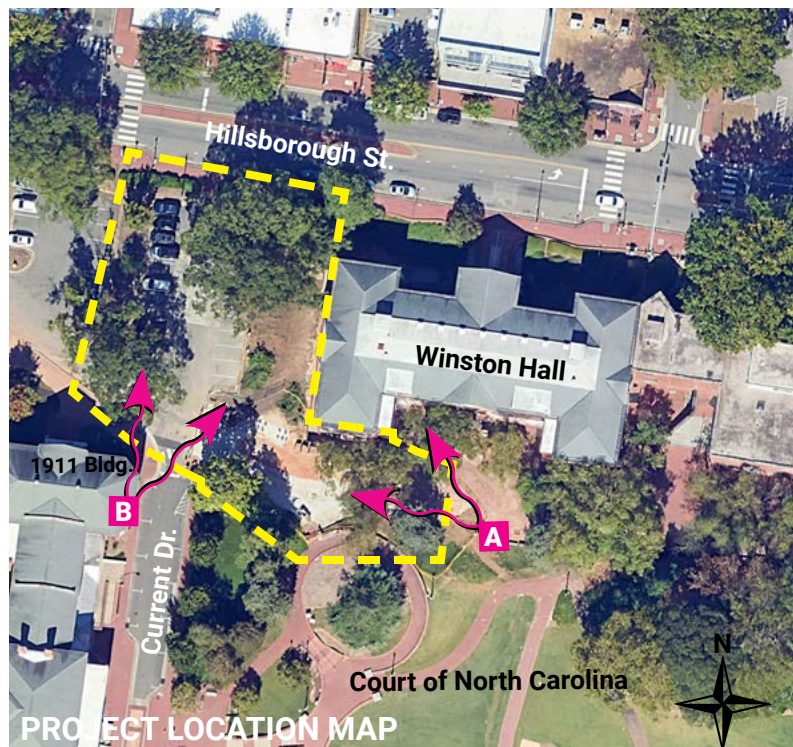 Hillsborough St.
Winston Hall
1911 Bldg.
B
A
Current Dr.
N
Court of North Carolina
PROJECT LOCATION MAP